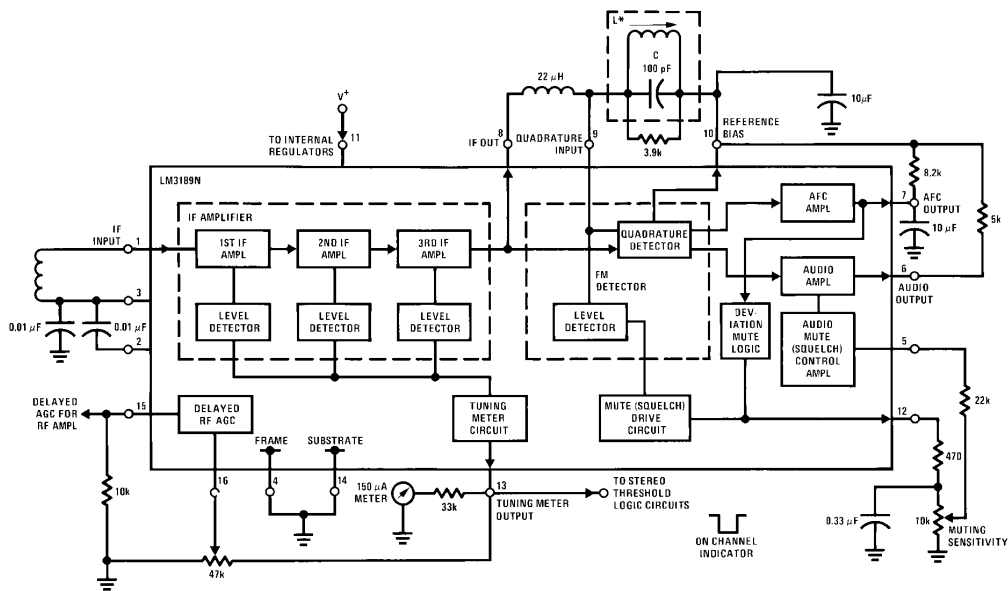 L*
C
100 pF
22 μH
3.9k
10μF
V+
8
IF OUT
QUADRATURE
INPUT
9
10
REFERENCE
BIAS
TO INTERNAL
REGULATORS
11
LM3189N
8.2k
7
AFC
OUTPUT
10 μF
5k
IF
INPUT
1
IF AMPLIFIER
1ST IF
AMPL
2ND IF
AMPL
3RD IF
AMPL
QUADRATURE
DETECTOR
AFC
AMPL
AUDIO
AMPL
6
AUDIO
OUTPUT
3
FM
DETECTOR
0.01 μF
0.01 μF
2
LEVEL
DETECTOR
LEVEL
DETECTOR
LEVEL
DETECTOR
LEVEL
DETECTOR
DEV-
IATION
MUTE
LOGIC
AUDIO
MUTE
(SQUELCH)
CONTROL
AMPL
5
22k
DELAYED
AGC FOR
RF AMPL
15
DELAYED
RF AGC
TUNING
METER
CIRCUIT
MUTE (SQUELCH)
DRIVE
CIRCUIT
12
470
FRAME
SUBSTRATE
10k
16
4
14
150 μA
METER
33k
13
TUNING METER
OUTPUT
TO STEREO
THRESHOLD
LOGIC CIRCUITS
47k
ON CHANNEL
INDICATOR
0.33 μF
10k
MUTING
SENSITIVITY